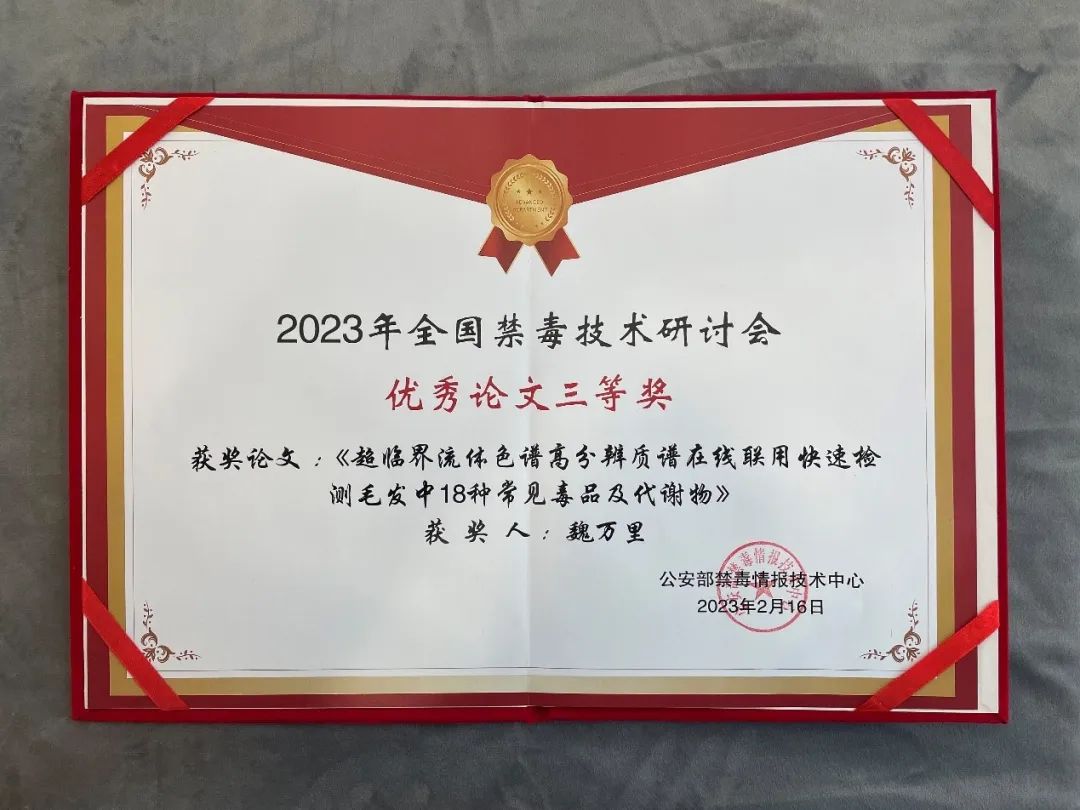 ADVANCED
DEPARTMENT
2023年全国禁毒技术研讨会
优秀论文三等奖
获奖论文：《超临界流体色谱高分辨质谱在线联用快速检
测毛发中18种常见毒品及代谢物》
获奖人：魏万里
公安部禁毒情报技术中心
2023年2月16日